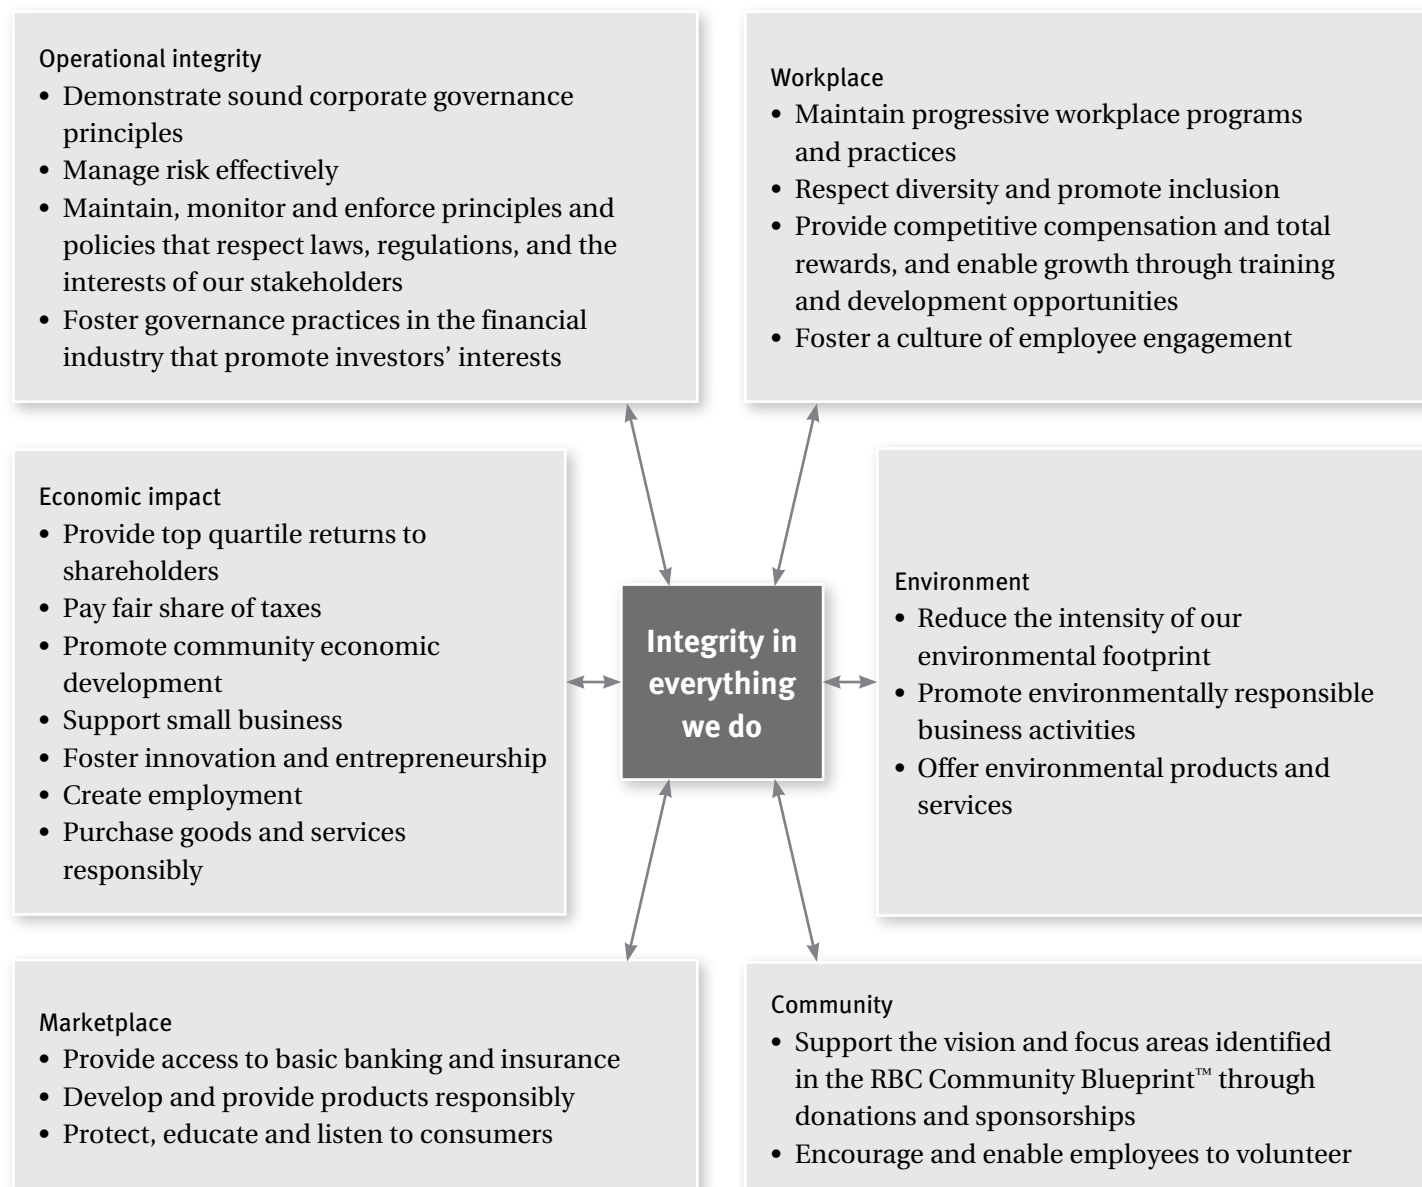 Operational integrity
• Demonstrate sound corporate governance
principles
• Manage risk effectively
• Maintain, monitor and enforce principles and
policies that respect laws, regulations, and the
interests of our stakeholders
• Foster governance practices in the financial
industry that promote investors’ interests
Workplace
• Maintain progressive workplace programs
and practices
• Respect diversity and promote inclusion
• Provide competitive compensation and total
rewards, and enable growth through training
and development opportunities
• Foster a culture of employee engagement
Economic impact
• Provide top quartile returns to
shareholders
• Pay fair share of taxes
• Promote community economic
development
• Support small business
• Foster innovation and entrepreneurship
• Create employment
• Purchase goods and services
responsibly
Integrity in
everything
we do
Environment
• Reduce the intensity of our
environmental footprint
• Promote environmentally responsible
business activities
• Offer environmental products and
services
Marketplace
• Provide access to basic banking and insurance
• Develop and provide products responsibly
• Protect, educate and listen to consumers
Community
• Support the vision and focus areas identified
in the RBC Community Blueprint™ through
donations and sponsorships
• Encourage and enable employees to volunteer